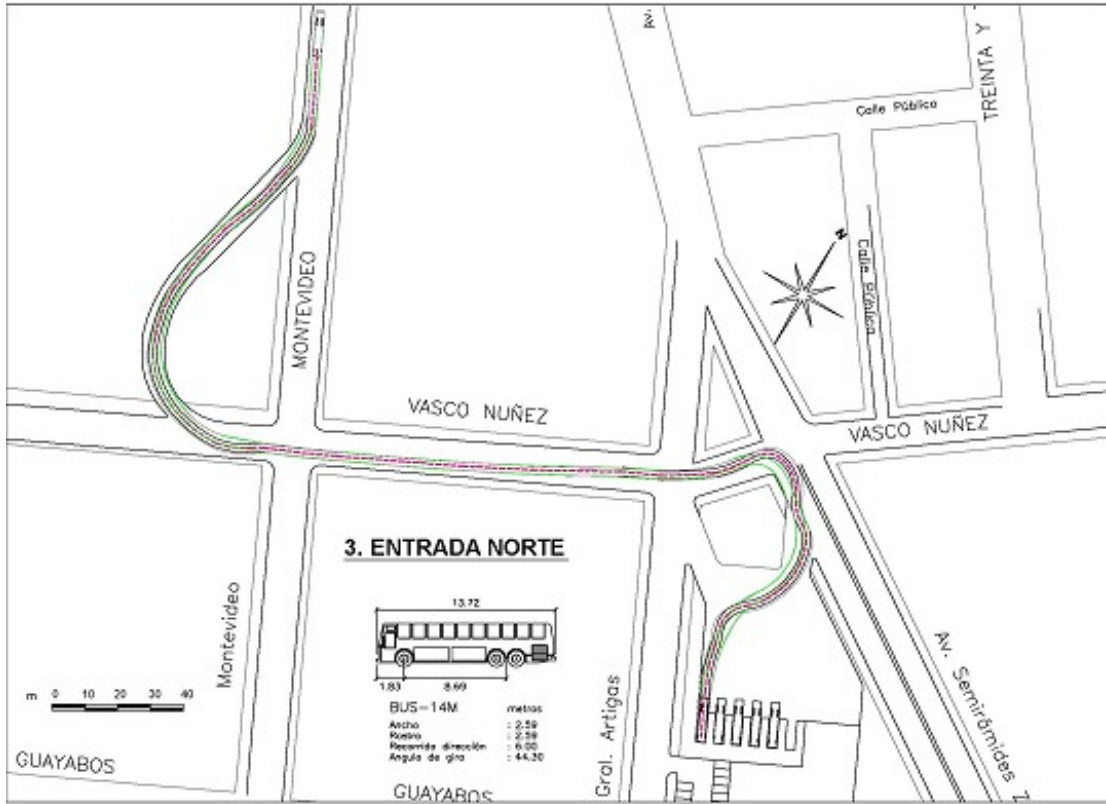 Av.
TREINTA Y
Calle Pública
N
Calle Pública
MONTEVIDEO
VASCO NUÑEZ
VASCO NUÑEZ
3. ENTRADA NORTE
13.72
1.83
8.69
BUS-14M metros
Ancho : 2.59
Rastro : 2.59
Recorrido dirección : 6.00
Angulo de giro : 44.30
Montevideo
m 0 10 20 30 40
Gral. Artigas
Av. Semirámides Z
GUAYABOS
GUAYABOS